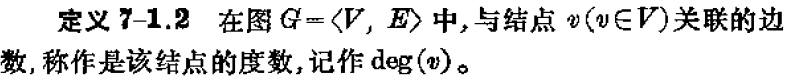 定义 7-1.2 在图 G=〈V, E〉中,与结点 v(v∈V)关联的边
数,称作是该结点的度数,记作 deg(v)。